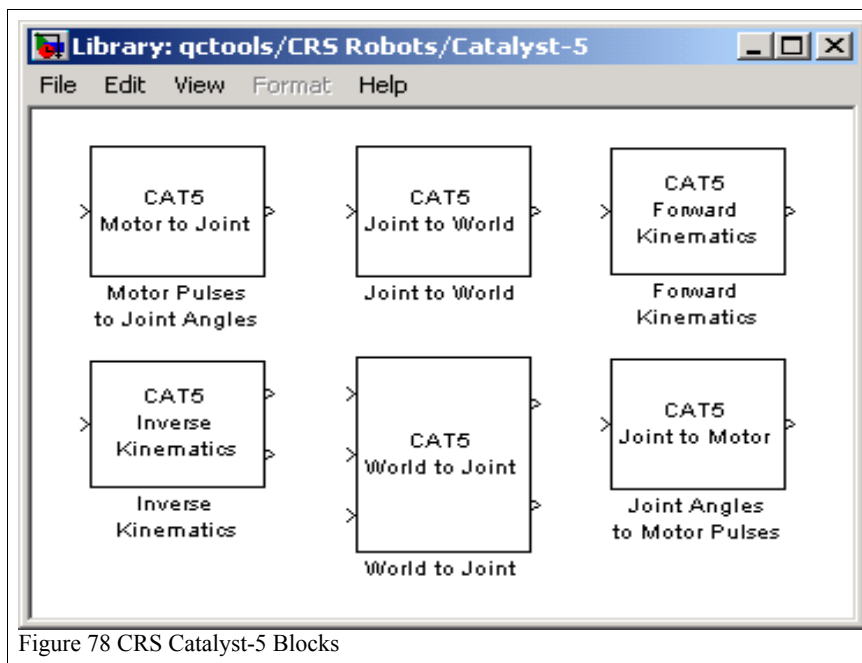 Library: qctools/CRS Robots/Catalyst-5
File Edit View Format Help
CAT5
Motor to Joint
Motor Pulses
to Joint Angles
CAT5
Joint to World
Joint to World
CAT5
Forward
Kinematics
Forward
Kinematics
CAT5
Inverse
Kinematics
Inverse
Kinematics
CAT5
World to Joint
World to Joint
CAT5
Joint to Motor
Joint Angles
to Motor Pulses
Figure 78 CRS Catalyst-5 Blocks